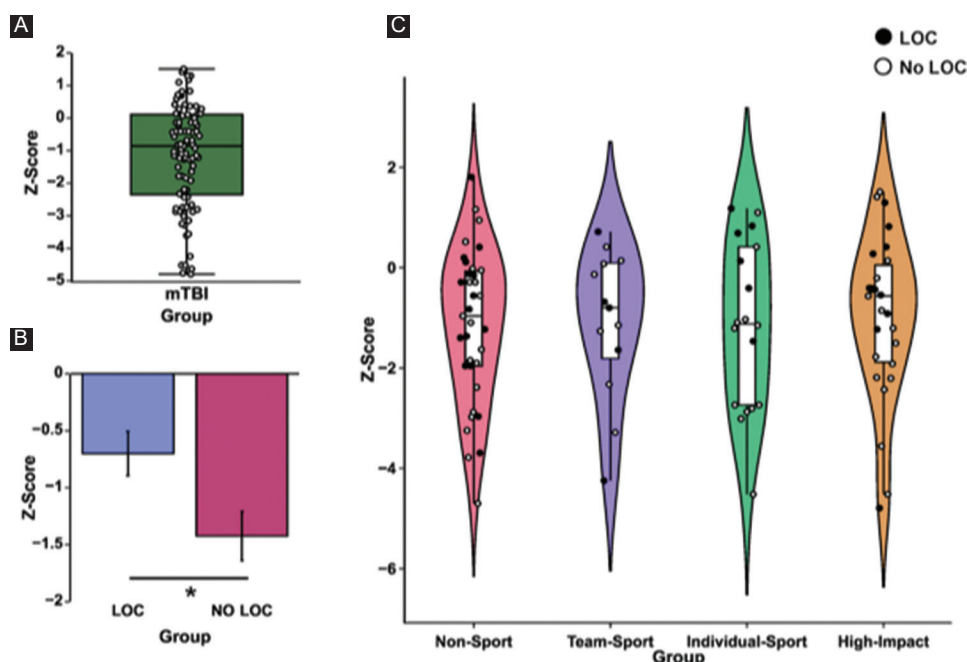 A
2
1
0
−1
−2
−3
−4
−5
Z-Score
mTBI
Group
B
0
−0.5
−1
−1.5
−2
Z-Score
LOC
NO LOC
*
Group
C
LOC
No LOC
2
0
−2
−4
−6
Z-Score
Non-Sport Team-Sport Individual-Sport High-Impact
Group